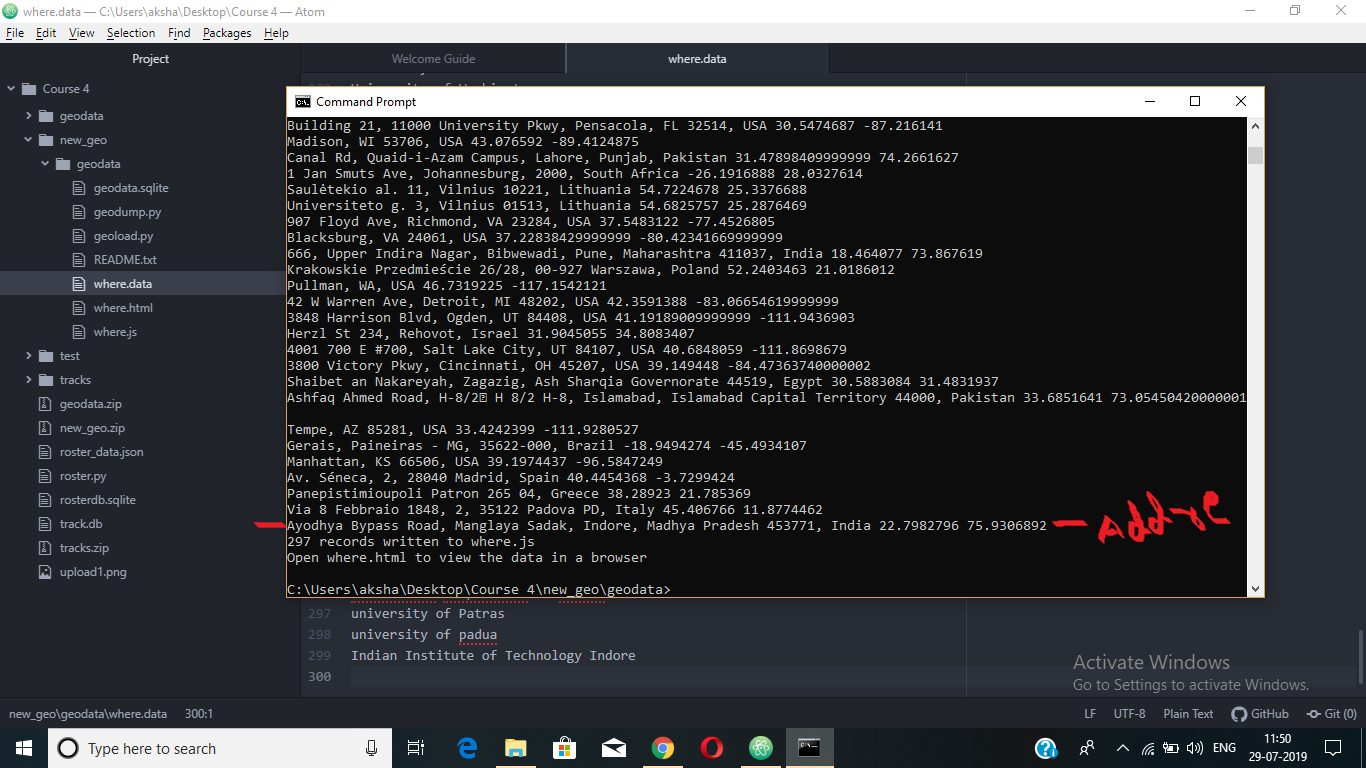 where.data — C:\Users\aksha\Desktop\Course 4 — Atom
File Edit View Selection Find Packages Help
Project
Welcome Guide
where.data
Course 4
geodata
new_geo
geodata
geodata.sqlite
geodump.py
geoload.py
README.txt
where.data
where.html
where.js
test
tracks
geodata.zip
new_geo.zip
roster_data.json
roster.py
rosterdb.sqlite
track.db
tracks.zip
upload1.png
Command Prompt
Building 21, 11000 University Pkwy, Pensacola, FL 32514, USA 30.5474687 -87.216141
Madison, WI 53706, USA 43.076592 -89.4124875
Canal Rd, Quaid-i-Azam Campus, Lahore, Punjab, Pakistan 31.47898409999999 74.2661627
1 Jan Smuts Ave, Johannesburg, 2000, South Africa -26.1916888 28.0327614
Saulėtekio al. 11, Vilnius 10221, Lithuania 54.7224678 25.3376688
Universiteto g. 3, Vilnius 01513, Lithuania 54.6825757 25.2876469
907 Floyd Ave, Richmond, VA 23284, USA 37.5483122 -77.4526805
Blacksburg, VA 24061, USA 37.22838429999999 -80.42341669999999
666, Upper Indira Nagar, Bibwewadi, Pune, Maharashtra 411037, India 18.464077 73.867619
Krakowskie Przedmieście 26/28, 00-927 Warszawa, Poland 52.2403463 21.0186012
Pullman, WA, USA 46.7319225 -117.1542121
42 W Warren Ave, Detroit, MI 48202, USA 42.3591388 -83.06654619999999
3848 Harrison Blvd, Ogden, UT 84408, USA 41.19189009999999 -111.9436903
Herzl St 234, Rehovot, Israel 31.9045055 34.8083407
4001 700 E #700, Salt Lake City, UT 84107, USA 40.6848059 -111.8698679
3800 Victory Pkwy, Cincinnati, OH 45207, USA 39.149448 -84.47363740000002
Shaibet an Nakareyah, Zagazig, Ash Sharqia Governorate 44519, Egypt 30.5883084 31.4831937
Ashfaq Ahmed Road, H-8/2 H 8/2 H-8, Islamabad, Islamabad Capital Territory 44000, Pakistan 33.6851641 73.05450420000001
Tempe, AZ 85281, USA 33.4242399 -111.9280527
Gerais, Paineiras - MG, 35622-000, Brazil -18.9494274 -45.4934107
Manhattan, KS 66506, USA 39.1974437 -96.5847249
Av. Séneca, 2, 28040 Madrid, Spain 40.4454368 -3.7299424
Panepistimioupoli Patron 265 04, Greece 38.28923 21.785369
Via 8 Febbraio 1848, 2, 35122 Padova PD, Italy 45.406766 11.8774462
Ayodhya Bypass Road, Manglaya Sadak, Indore, Madhya Pradesh 453771, India 22.7982796 75.9306892
297 records written to where.js
Open where.html to view the data in a browser
C:\Users\aksha\Desktop\Course 4\new_geo\geodata>
297 university of Patras
298 university of padua
299 Indian Institute of Technology Indore
300
Activate Windows
Go to Settings to activate Windows.
new_geo\geodata\where.data 300:1
LF UTF-8 Plain Text GitHub Git (0)
Type here to search
ENG
11:50
29-07-2019